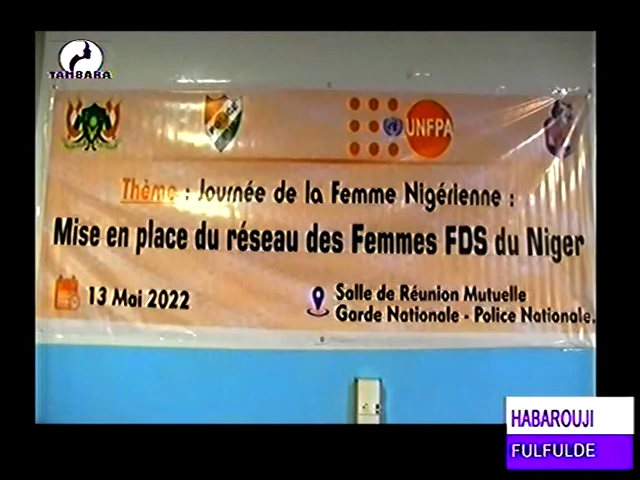 TAMBARA
POLICE
UNFPA
Thème : Journée de la Femme Nigérienne :
Mise en place du réseau des Femmes FDS du Niger
13 Mai 2022
Salle de Réunion Mutuelle
Garde Nationale - Police Nationale.
HABAROUJI
FULFULDE